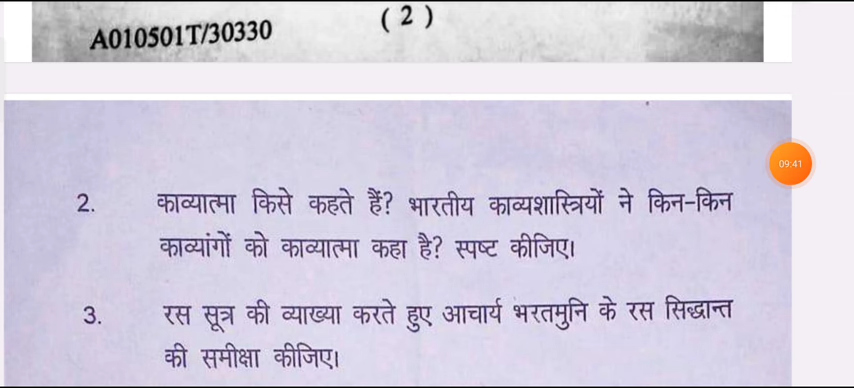 ( 2 )
A010501T/30330
09:41
2. काव्यात्मा किसे कहते हैं? भारतीय काव्यशास्त्रियों ने किन-किन
काव्यांगों को काव्यात्मा कहा है? स्पष्ट कीजिए।
3. रस सूत्र की व्याख्या करते हुए आचार्य भरतमुनि के रस सिद्धान्त
की समीक्षा कीजिए।